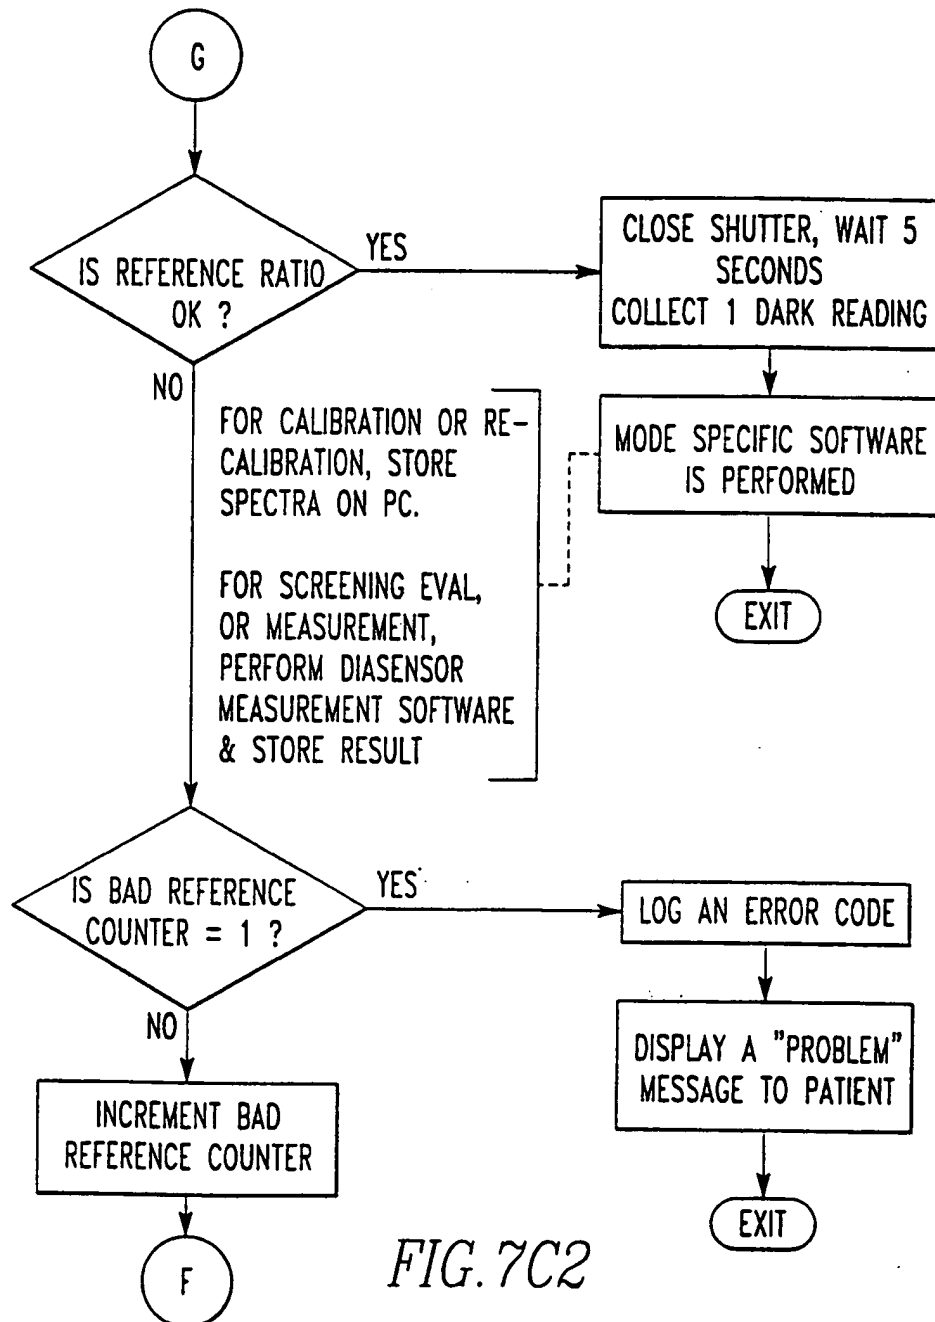 G
IS REFERENCE RATIO
OK ?
YES
NO
CLOSE SHUTTER, WAIT 5
SECONDS
COLLECT 1 DARK READING
MODE SPECIFIC SOFTWARE
IS PERFORMED
EXIT
FOR CALIBRATION OR RE-
CALIBRATION, STORE
SPECTRA ON PC.
FOR SCREENING EVAL,
OR MEASUREMENT,
PERFORM DIASENSOR
MEASUREMENT SOFTWARE
& STORE RESULT
IS BAD REFERENCE
COUNTER = 1 ?
YES
NO
LOG AN ERROR CODE
DISPLAY A "PROBLEM"
MESSAGE TO PATIENT
EXIT
INCREMENT BAD
REFERENCE COUNTER
F
FIG. 7C2